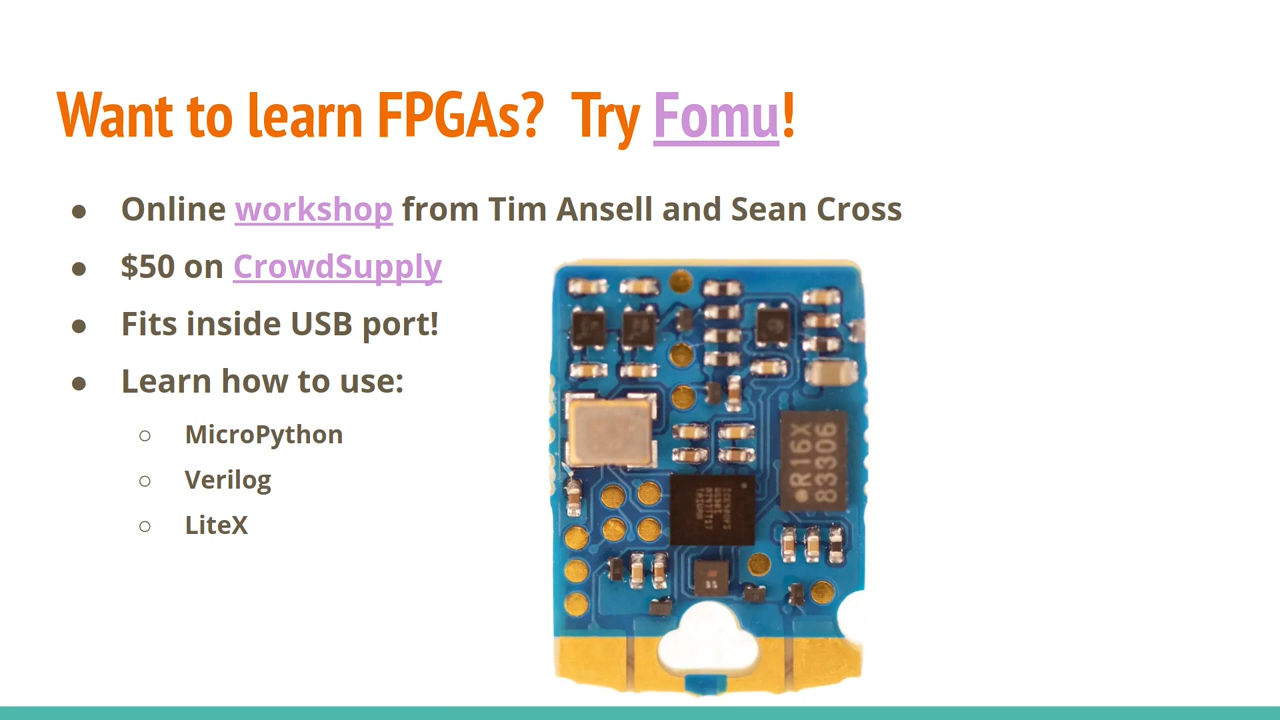 Want to learn FPGAs? Try Fomu!
Online workshop from Tim Ansell and Sean Cross
$50 on CrowdSupply
Fits inside USB port!
Learn how to use:
MicroPython
Verilog
LiteX
R16X
83306